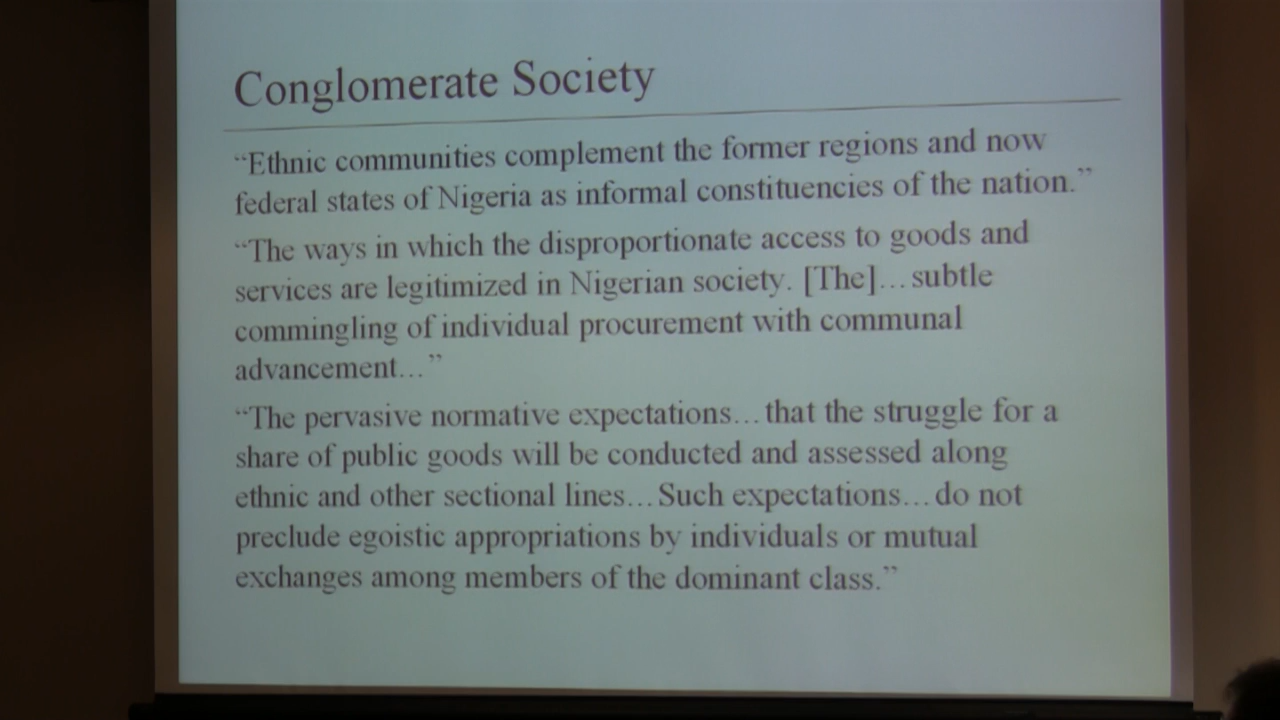 Conglomerate Society
“Ethnic communities complement the former regions and now
federal states of Nigeria as informal constituencies of the nation.”
“The ways in which the disproportionate access to goods and
services are legitimized in Nigerian society. [The]… subtle
commingling of individual procurement with communal
advancement…”
“The pervasive normative expectations… that the struggle for a
share of public goods will be conducted and assessed along
ethnic and other sectional lines… Such expectations… do not
preclude egoistic appropriations by individuals or mutual
exchanges among members of the dominant class.”